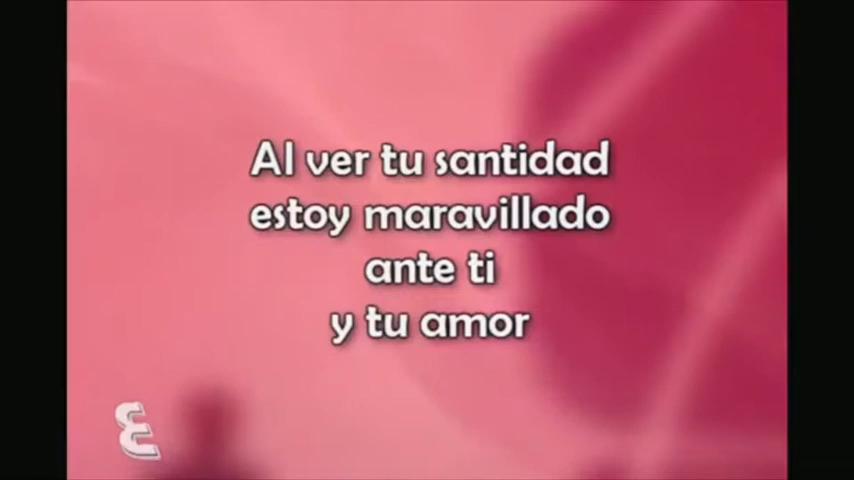 Al ver tu santidad
estoy maravillado
ante ti
y tu amor